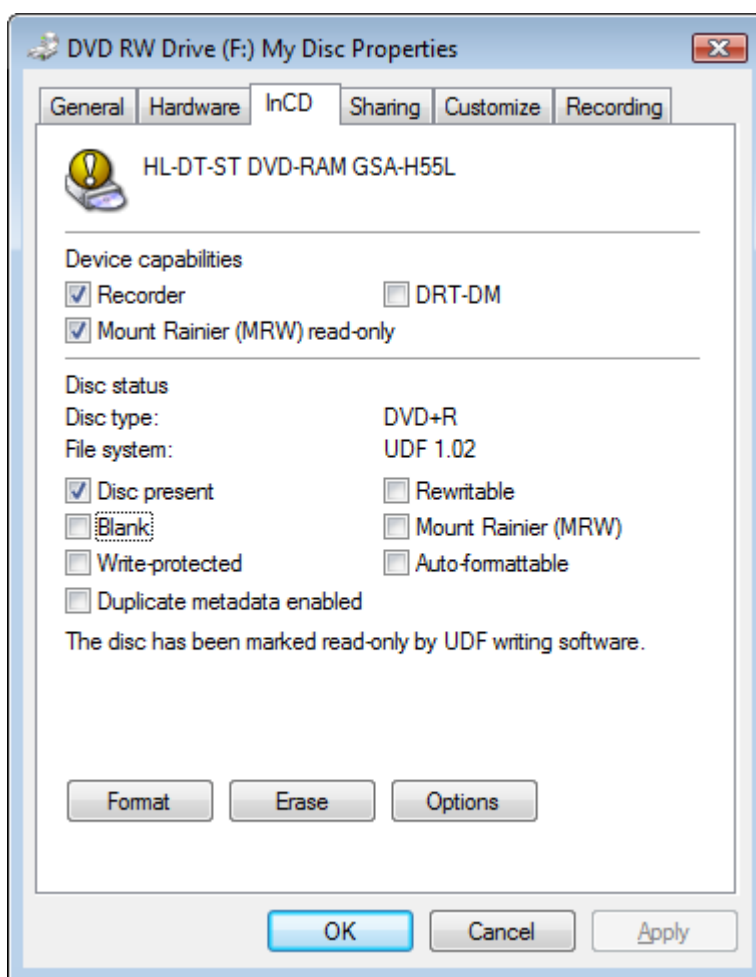 DVD RW Drive (F:) My Disc Properties
General Hardware InCD Sharing Customize Recording
HL-DT-ST DVD-RAM GSA-H55L
Device capabilities
Recorder DRT-DM
Mount Rainier (MRW) read-only
Disc status
Disc type: DVD+R
File system: UDF 1.02
Disc present Rewritable
Blank Mount Rainier (MRW)
Write-protected Auto-formattable
Duplicate metadata enabled
The disc has been marked read-only by UDF writing software.
Format Erase Options
OK Cancel Apply